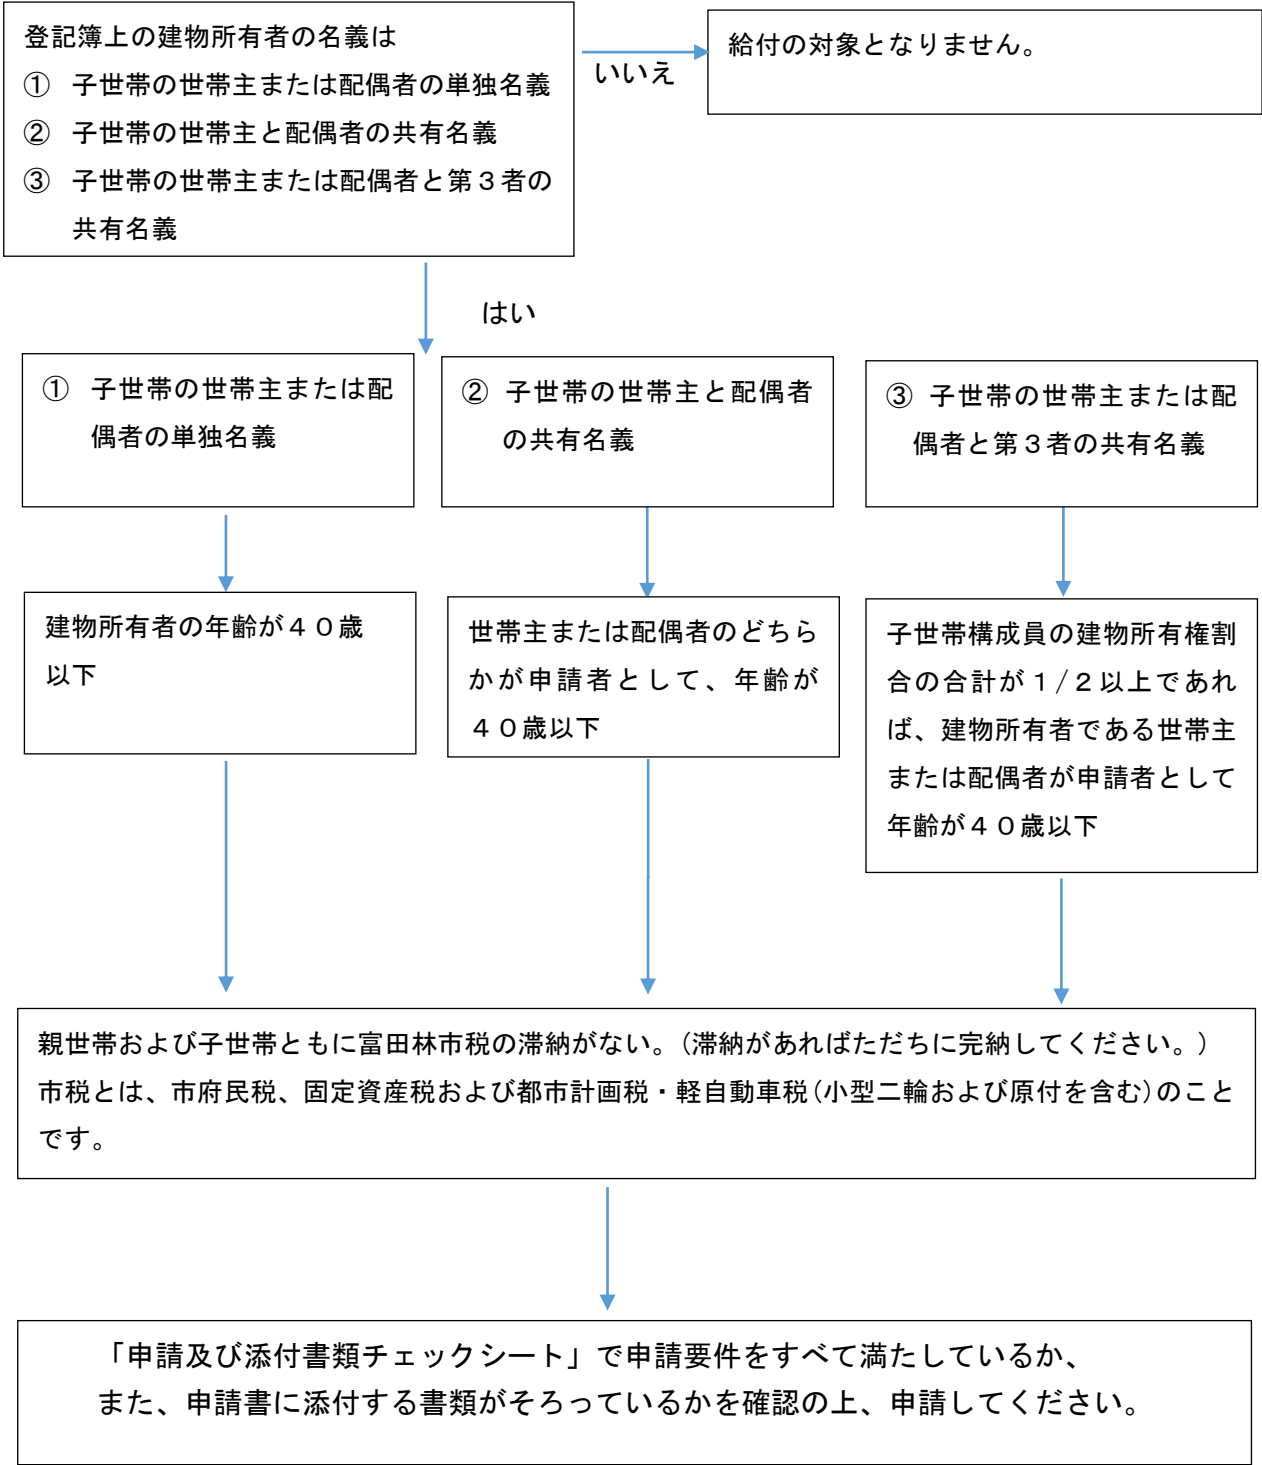 登記簿上の建物所有者の名義は
① 子世帯の世帯主または配偶者の単独名義
② 子世帯の世帯主と配偶者の共有名義
③ 子世帯の世帯主または配偶者と第３者の
共有名義
いいえ
給付の対象となりません。
はい
① 子世帯の世帯主または配
偶者の単独名義
② 子世帯の世帯主と配偶者
の共有名義
③ 子世帯の世帯主または配
偶者と第３者の共有名義
建物所有者の年齢が４０歳
以下
世帯主または配偶者のどちら
かが申請者として、年齢が
４０歳以下
子世帯構成員の建物所有権割
合の合計が１/２以上であれ
ば、建物所有者である世帯主
または配偶者が申請者として
年齢が４０歳以下
親世帯および子世帯ともに富田林市税の滞納がない。（滞納があればただちに完納してください。）
市税とは、市府民税、固定資産税および都市計画税・軽自動車税（小型二輪および原付を含む）のこと
です。
「申請及び添付書類チェックシート」で申請要件をすべて満たしているか、
また、申請書に添付する書類がそろっているかを確認の上、申請してください。